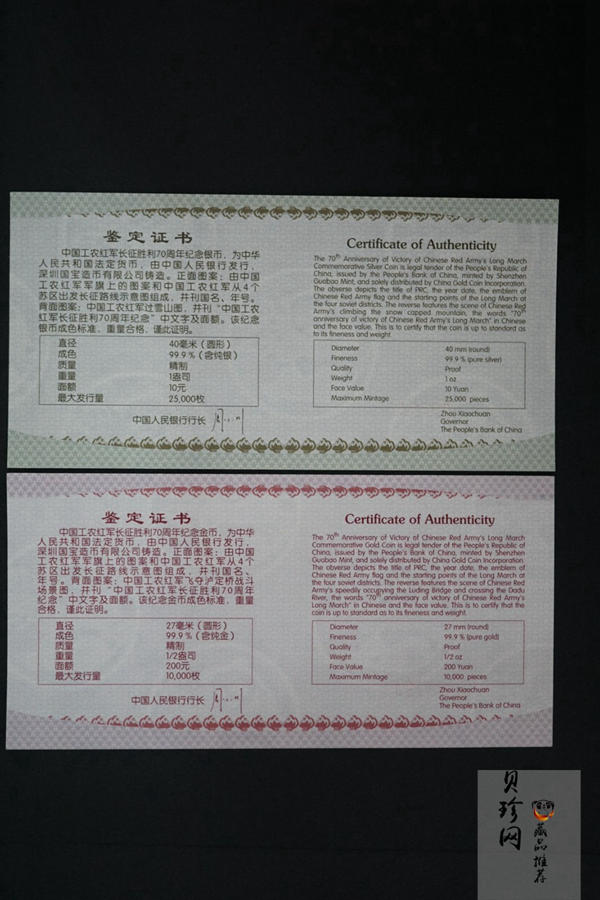 鉴定证书
中国工农红军长征胜利70周年纪念银币，为中华
人民共和国法定货币，由中国人民银行发行，
深圳国宝造币有限公司铸造。正面图案：由中国
工农红军军旗上的图案和中国工农红军从4个
苏区出发长征路线示意图组成，并刊国名、年号。
背面图案：中国工农红军过雪山图，并刊“中国工
农红军长征胜利70周年纪念”中文字及面额。该纪念
银币成色标准，重量合格，谨此证明。
直径 40毫米（圆形）
成色 99.9%（含纯银）
质量 精制
重量 1盎司
面额 10元
最大发行量 25,000枚
中国人民银行行长
Certificate of Authenticity
The 70th Anniversary of Victory of Chinese Red Army's Long March
Commemorative Silver Coin is legal tender of the People's Republic of
China, issued by the People's Bank of China, minted by Shenzhen
Guobao Mint, and solely distributed by China Gold Coin Incorporation.
The obverse depicts the title of PRC, the year date, the emblem of
Chinese Red Army flag and the starting points of the Long March at
the four soviet districts. The reverse features the scene of Chinese Red
Army's climbing the snow capped mountain, the words "70th
anniversary of victory of Chinese Red Army's Long March" in Chinese
and the face value. This is to certify that the coin is up to standard as
to its fineness and weight.
Diameter 40 mm (round)
Fineness 99.9 % (pure silver)
Quality Proof
Weight 1 oz
Face Value 10 Yuan
Maximum Mintage 25,000 pieces
Zhou Xiaochuan
Governor
The People's Bank of China
鉴定证书
中国工农红军长征胜利70周年纪念金币，为中华
人民共和国法定货币，由中国人民银行发行，
深圳国宝造币有限公司铸造。正面图案：由中国
工农红军军旗上的图案和中国工农红军从4个
苏区出发长征路线示意图组成，并刊国名、
年号。背面图案：中国工农红军飞夺泸定桥战斗
场景图，并刊“中国工农红军长征胜利70周年
纪念”中文字及面额。该纪念金币成色标准，重量
合格，谨此证明。
直径 27毫米（圆形）
成色 99.9%（含纯金）
质量 精制
重量 1/2盎司
面额 200元
最大发行量 10,000枚
中国人民银行行长
Certificate of Authenticity
The 70th Anniversary of Victory of Chinese Red Army's Long March
Commemorative Gold Coin is legal tender of the People's Republic of
China, issued by the People's Bank of China, minted by Shenzhen
Guobao Mint, and solely distributed by China Gold Coin Incorporation.
The obverse depicts the title of PRC, the year date, the emblem of
Chinese Red Army flag and the starting points of the Long March at
the four soviet districts. The reverse features the scene of Chinese Red
Army's speedily occupying the Luding Bridge and crossing the Dadu
River, the words "70th anniversary of victory of Chinese Red Army's
Long March" in Chinese and the face value. This is to certify that the
coin is up to standard as to its fineness and weight.
Diameter 27 mm (round)
Fineness 99.9 % (pure gold)
Quality Proof
Weight 1/2 oz
Face Value 200 Yuan
Maximum Mintage 10,000 pieces
Zhou Xiaochuan
Governor
The People's Bank of China
贝珍网
藏品推荐